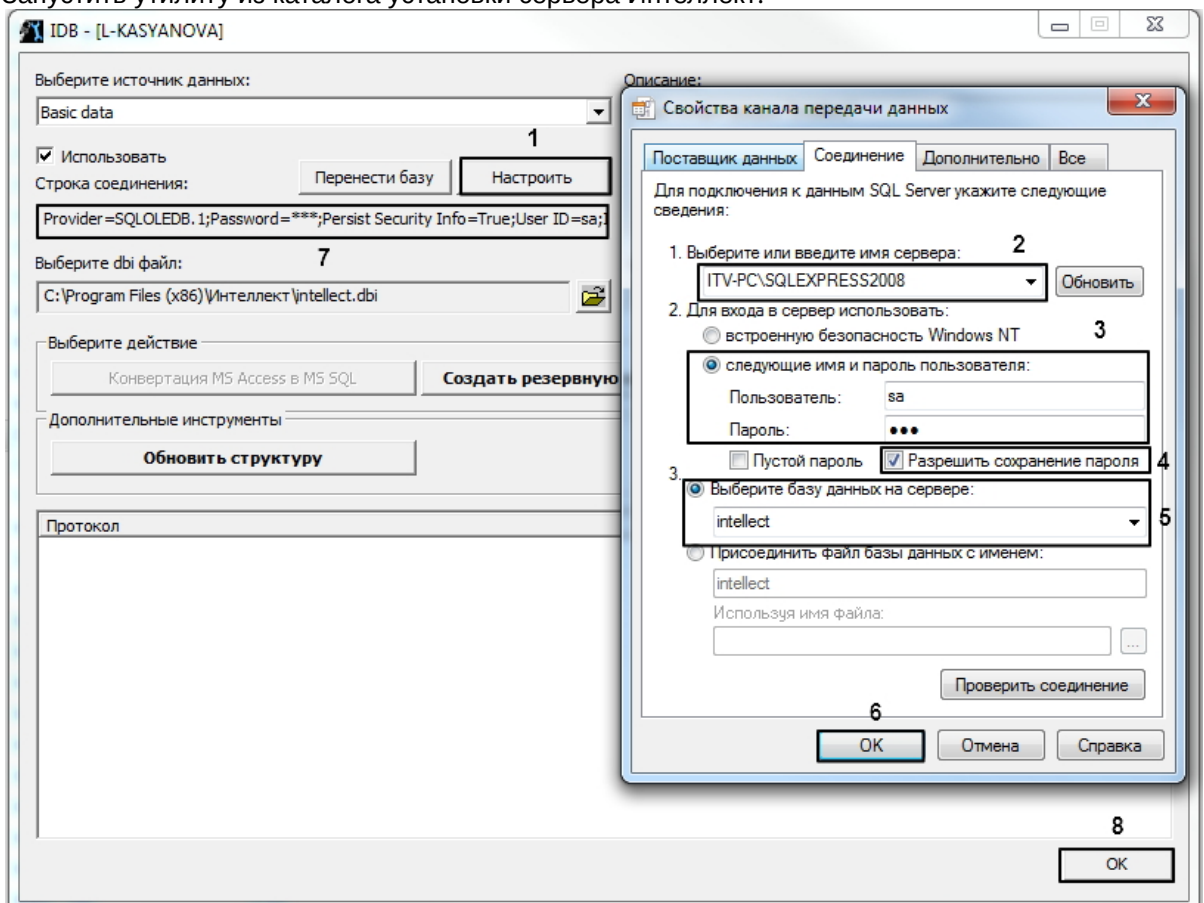 Запустить утилиту из каталога установки сервера Интеллект.
IDB - [L-KASYANOVA]
Выберите источник данных:
Описание:
Basic data
1
Использовать
Строка соединения:
Перенести базу
Настроить
Provider=SQLOLEDB.1;Password=***;Persist Security Info=True;User ID=sa;
7
Выберите dbi файл:
C:\Program Files (x86)\Интеллект\intellect.dbi
Выберите действие
Конвертация MS Access в MS SQL
Создать резервную
Дополнительные инструменты
Обновить структуру
Протокол
Свойства канала передачи данных
Поставщик данных
Соединение
Дополнительно
Все
Для подключения к данным SQL Server укажите следующие
сведения:
1. Выберите или введите имя сервера:
2
ITV-PC\SQLEXPRESS2008
Обновить
2. Для входа в сервер использовать:
встроенную безопасность Windows NT
3
следующие имя и пароль пользователя:
Пользователь:
sa
Пароль:
●●●
Пустой пароль
Разрешить сохранение пароля
4
3.
Выберите базу данных на сервере:
intellect
5
Присоединить файл базы данных с именем:
intellect
Используя имя файла:
...
Проверить соединение
6
OK
Отмена
Справка
8
OK